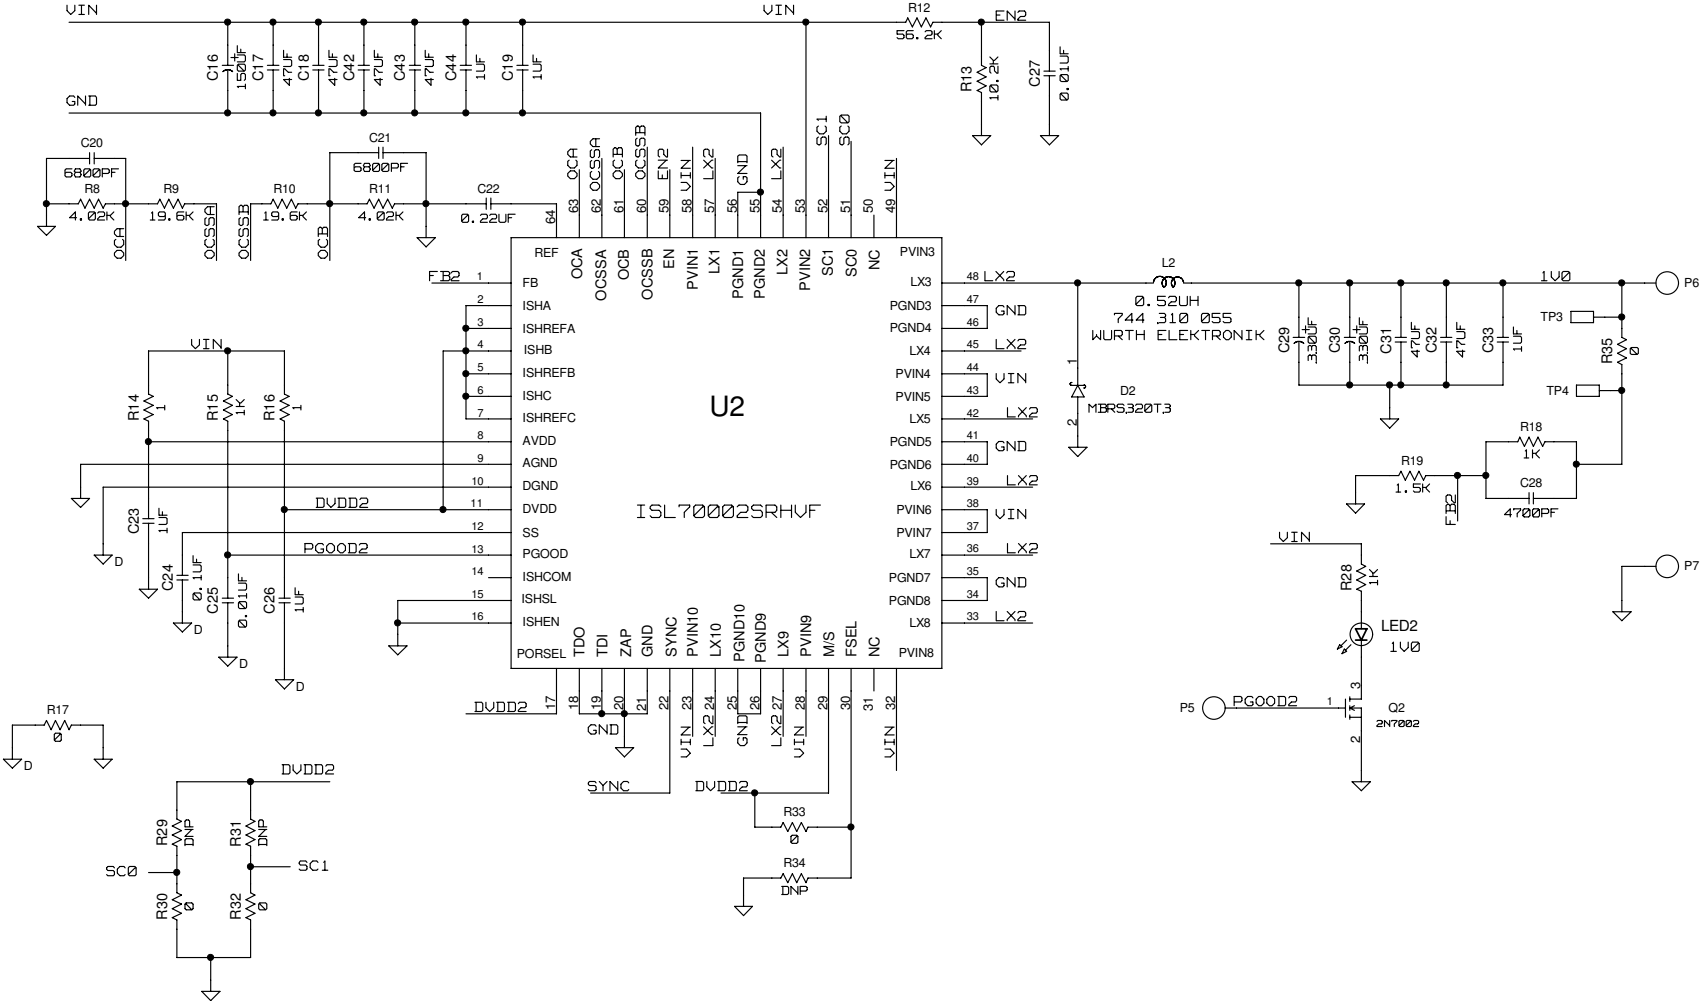 VIN
VIN
R12
56.2K
EN2
C16
150UF
+
C17
47UF
C18
47UF
C42
47UF
C43
47UF
C44
1UF
C19
1UF
R13
10.2K
C27
0.01UF
GND
C20
6800PF
R8
4.02K
R9
19.6K
OCA
OCSSA
C21
6800PF
R10
19.6K
R11
4.02K
OCSSB
OCB
C22
0.22UF
OCA
OCSSA
OCB
OCSSB
EN2
VIN
LX2
GND
LX2
SC1
SC0
VIN
64
63
62
61
60
59
58
57
56
55
54
53
52
51
50
49
REF
OCA
OCSSA
OCB
OCSSB
EN
PVIN1
LX1
PGND1
PGND2
LX2
PVIN2
SC1
SC0
NC
PVIN3
FB2
1
FB
2
ISHA
3
ISHREFA
4
ISHB
5
ISHREFB
6
ISHC
7
ISHREFC
8
AVDD
9
AGND
10
DGND
DVDD2
11
DVDD
12
SS
PGOOD2
13
PGOOD
14
ISHCOM
15
ISHSL
16
ISHEN
U2
ISL70002SRHVF
LX3
48
LX2
PGND3
47
GND
PGND4
46
LX4
45
LX2
PVIN4
44
VIN
PVIN5
43
LX5
42
LX2
PGND5
41
GND
PGND6
40
LX6
39
LX2
PVIN6
38
VIN
PVIN7
37
LX7
36
LX2
PGND7
35
GND
PGND8
34
LX8
33
LX2
PORSEL
TDO
TDI
ZAP
GND
SYNC
PVIN10
LX10
PGND10
PGND9
LX9
PVIN9
M/S
FSEL
NC
PVIN8
17
18
19
20
21
22
23
24
25
26
27
28
29
30
31
32
DVDD2
GND
VIN
LX2
GND
LX2
VIN
VIN
SYNC
DVDD2
R33
0
R34
DNP
VIN
R14
1
R15
1K
R16
1
C23
1UF
C24
0.1UF
C25
0.01UF
C26
1UF
D
D
D
D
R17
0
D
DVDD2
R29
DNP
R31
DNP
SC0
SC1
R30
0
R32
0
L2
0.52UH
744 310 055
WURTH ELEKTRONIK
1
D2
MBRS320T3
2
1V0
P6
C29
330UF
+
C30
330UF
+
C31
47UF
C32
47UF
C33
1UF
TP3
R35
0
TP4
R18
1K
R19
1.5K
C28
4700PF
FB2
VIN
R28
1K
LED2
1V0
P5
PGOOD2
1
3
Q2
2N7002
2
P7